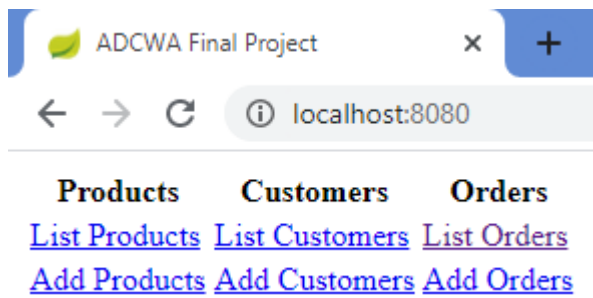 ADCWA Final Project
localhost:8080
Products Customers Orders
List Products List Customers List Orders
Add Products Add Customers Add Orders